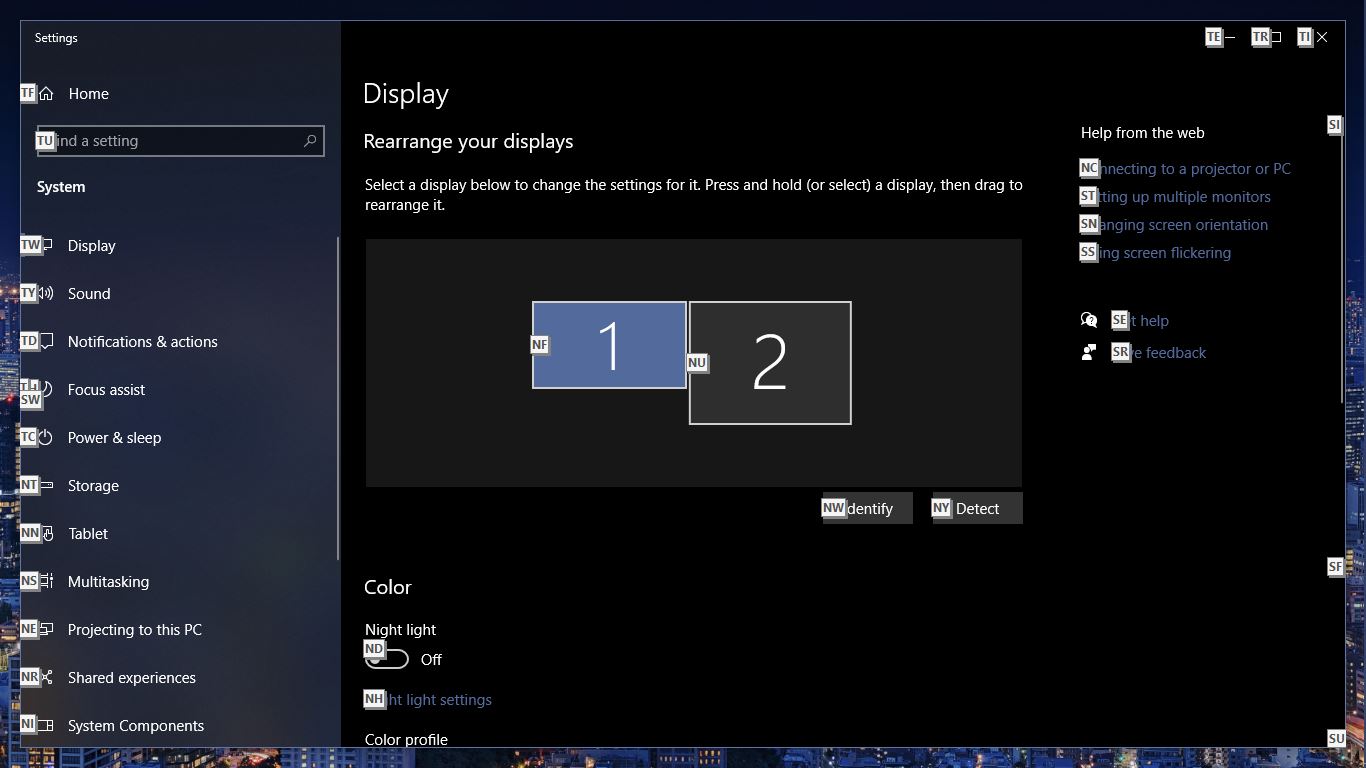 Settings
TE
TR
TI
TF Home
TU ind a setting
System
TW Display
TY Sound
TD Notifications & actions
Focus assist
SW
TC Power & sleep
NT Storage
NN Tablet
NS Multitasking
NE Projecting to this PC
NR Shared experiences
NI System Components
Display
Rearrange your displays
Select a display below to change the settings for it. Press and hold (or select) a display, then drag to
rearrange it.
NF 1
NU 2
NW dentify
NY Detect
Color
Night light
ND Off
NH ht light settings
Color profile
SI
Help from the web
NC nnecting to a projector or PC
ST tting up multiple monitors
SN anging screen orientation
SS ing screen flickering
SE t help
SR e feedback
SF
SU